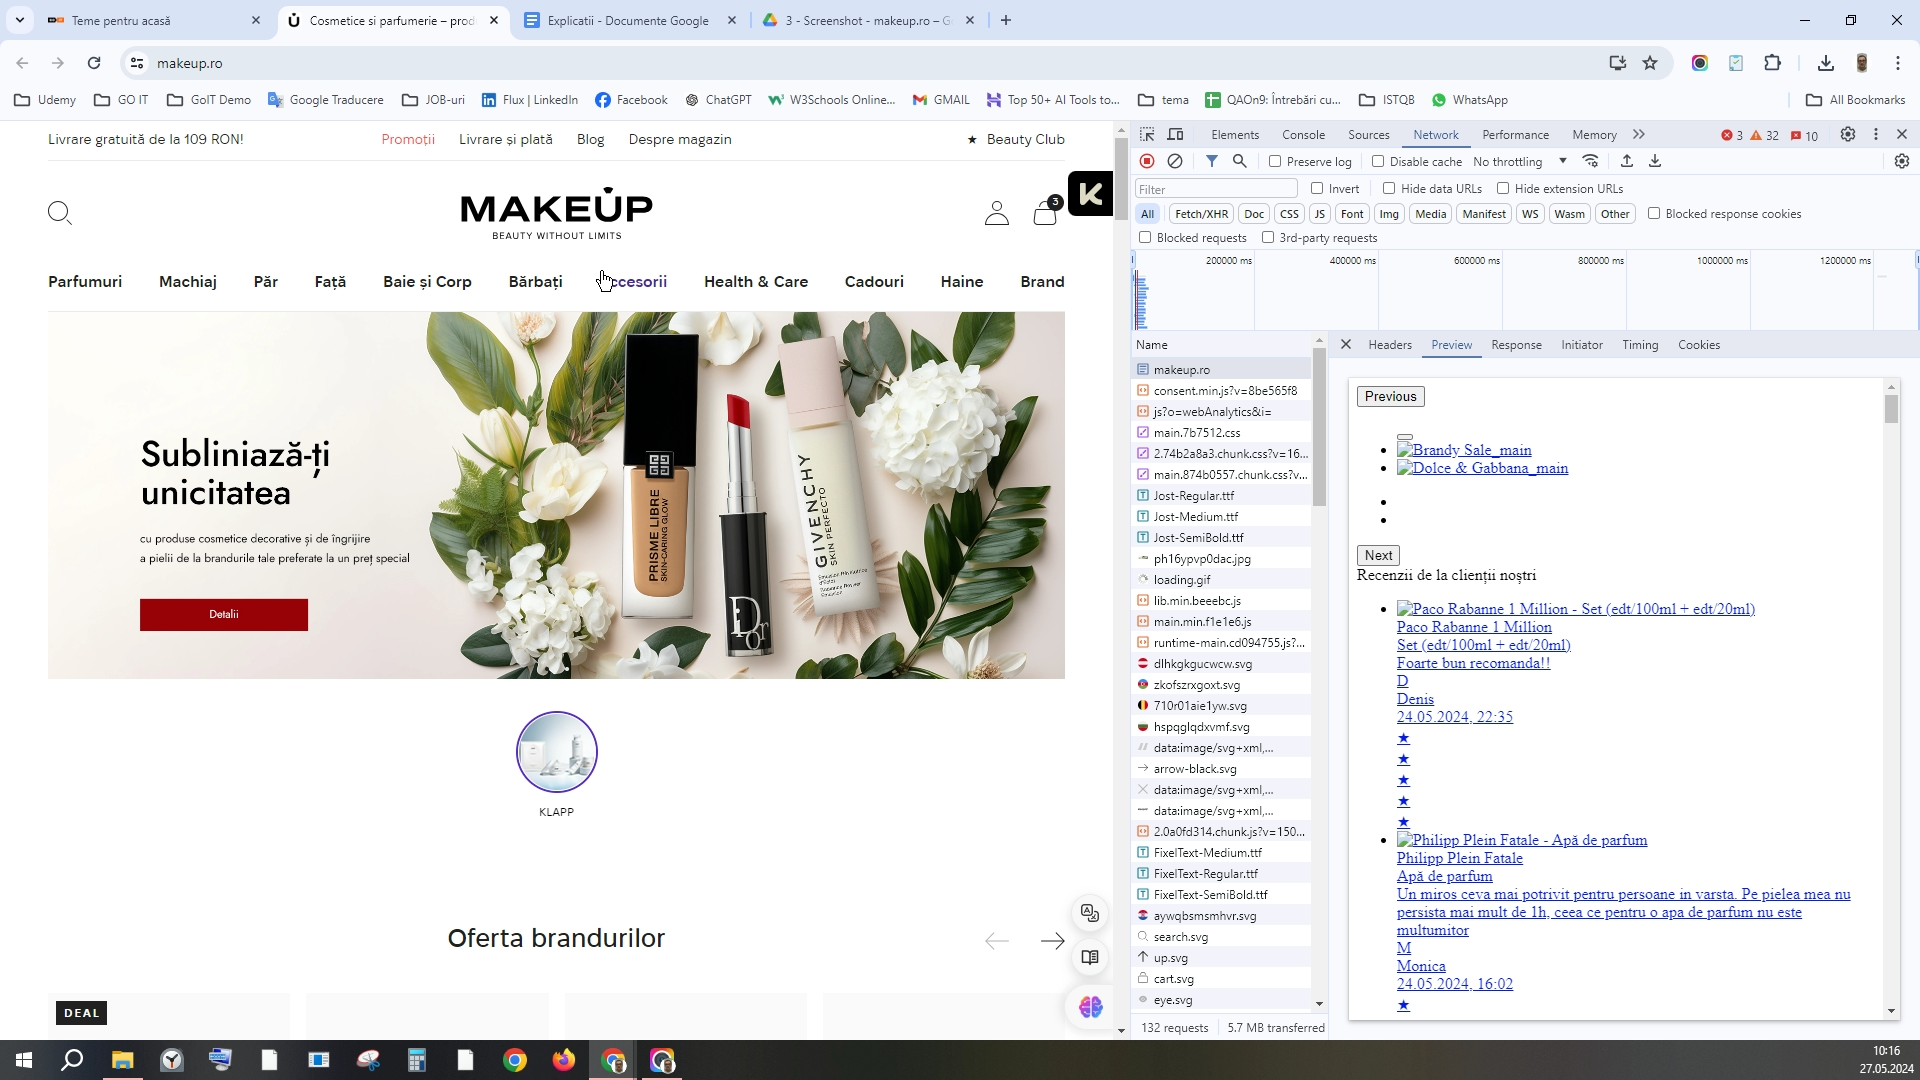 Teme pentru acasă
Cosmetice si parfumerie – prod
Explicatii - Documente Google
3 - Screenshot - makeup.ro – G
makeup.ro
Udemy
GO IT
GoIT Demo
Google Traducere
JOB-uri
Flux | LinkedIn
Facebook
ChatGPT
W3Schools Online...
GMAIL
Top 50+ AI Tools to...
tema
QAOn9: Întrebări cu...
ISTQB
WhatsApp
All Bookmarks
Livrare gratuită de la 109 RON!
Promoții
Livrare și plată
Blog
Despre magazin
★ Beauty Club
MAKEUP
BEAUTY WITHOUT LIMITS
3
K
Parfumuri
Machiaj
Păr
Față
Baie și Corp
Bărbați
ccesorii
Health & Care
Cadouri
Haine
Brand
Subliniază-ți
unicitatea
cu produse cosmetice decorative și de îngrijire
a pielii de la brandurile tale preferate la un preț special
Detalii
PRISME LIBRE
SKIN-CARING GLOW
Dior
GIVENCHY
SKIN PERFECTO
KLAPP
Oferta brandurilor
DEAL
Elements
Console
Sources
Network
Performance
Memory
3
32
10
Preserve log
Disable cache
No throttling
Filter
Invert
Hide data URLs
Hide extension URLs
All
Fetch/XHR
Doc
CSS
JS
Font
Img
Media
Manifest
WS
Wasm
Other
Blocked response cookies
Blocked requests
3rd-party requests
200000 ms
400000 ms
600000 ms
800000 ms
1000000 ms
1200000 ms
Name
makeup.ro
consent.min.js?v=8be565f8
js?o=webAnalytics&i=
main.7b7512.css
2.74b2a8a3.chunk.css?v=16...
main.874b0557.chunk.css?v...
Jost-Regular.ttf
Jost-Medium.ttf
Jost-SemiBold.ttf
ph16ypvp0dac.jpg
loading.gif
lib.min.beeebc.js
main.min.f1e1e6.js
runtime-main.cd094755.js?...
dlhkgkgucwcw.svg
zkofszrxgoxt.svg
710r01aie1yw.svg
hspqglqdxvmf.svg
data:image/svg+xml,...
arrow-black.svg
data:image/svg+xml,...
data:image/svg+xml,...
2.0a0fd314.chunk.js?v=150...
FixelText-Medium.ttf
FixelText-Regular.ttf
FixelText-SemiBold.ttf
aywqbsmsmhvr.svg
search.svg
up.svg
cart.svg
eye.svg
132 requests
5.7 MB transferred
Headers
Preview
Response
Initiator
Timing
Cookies
Previous
Brandy Sale_main
Dolce & Gabbana_main
Next
Recenzii de la clienții noștri
Paco Rabanne 1 Million - Set (edt/100ml + edt/20ml)
Paco Rabanne 1 Million
Set (edt/100ml + edt/20ml)
Foarte bun recomanda!!
D
Denis
24.05.2024, 22:35
★
★
★
★
★
Philipp Plein Fatale - Apă de parfum
Philipp Plein Fatale
Apă de parfum
Un miros ceva mai potrivit pentru persoane in varsta. Pe pielea mea nu
persista mai mult de 1h, ceea ce pentru o apa de parfum nu este
multumitor
M
Monica
24.05.2024, 16:02
★
10:16
27.05.2024